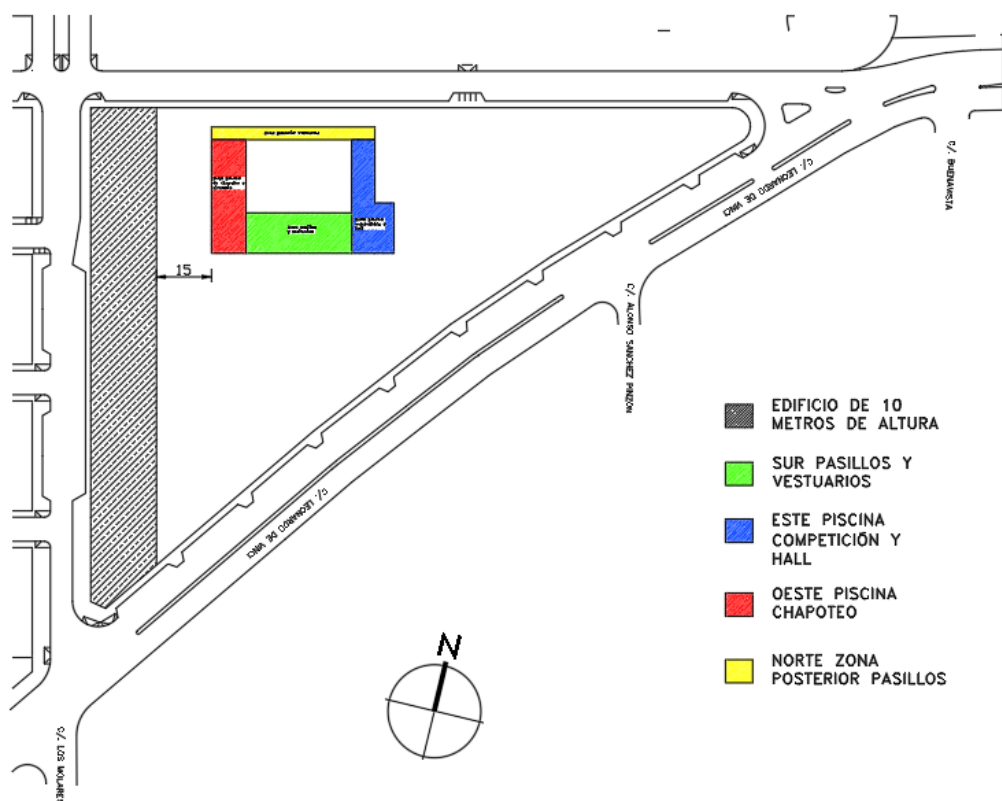 15
C/. LEONARDO DE VINCI
C/. BUENAVISTA
C/. ALONSO SANCHEZ PINZON
C/. LEONARDO DE VINCI
C/. LOS MOLARES
N
EDIFICIO DE 10
METROS DE ALTURA
SUR PASILLOS Y
VESTUARIOS
ESTE PISCINA
COMPETICIÓN Y
HALL
OESTE PISCINA
CHAPOTEO
NORTE ZONA
POSTERIOR PASILLOS